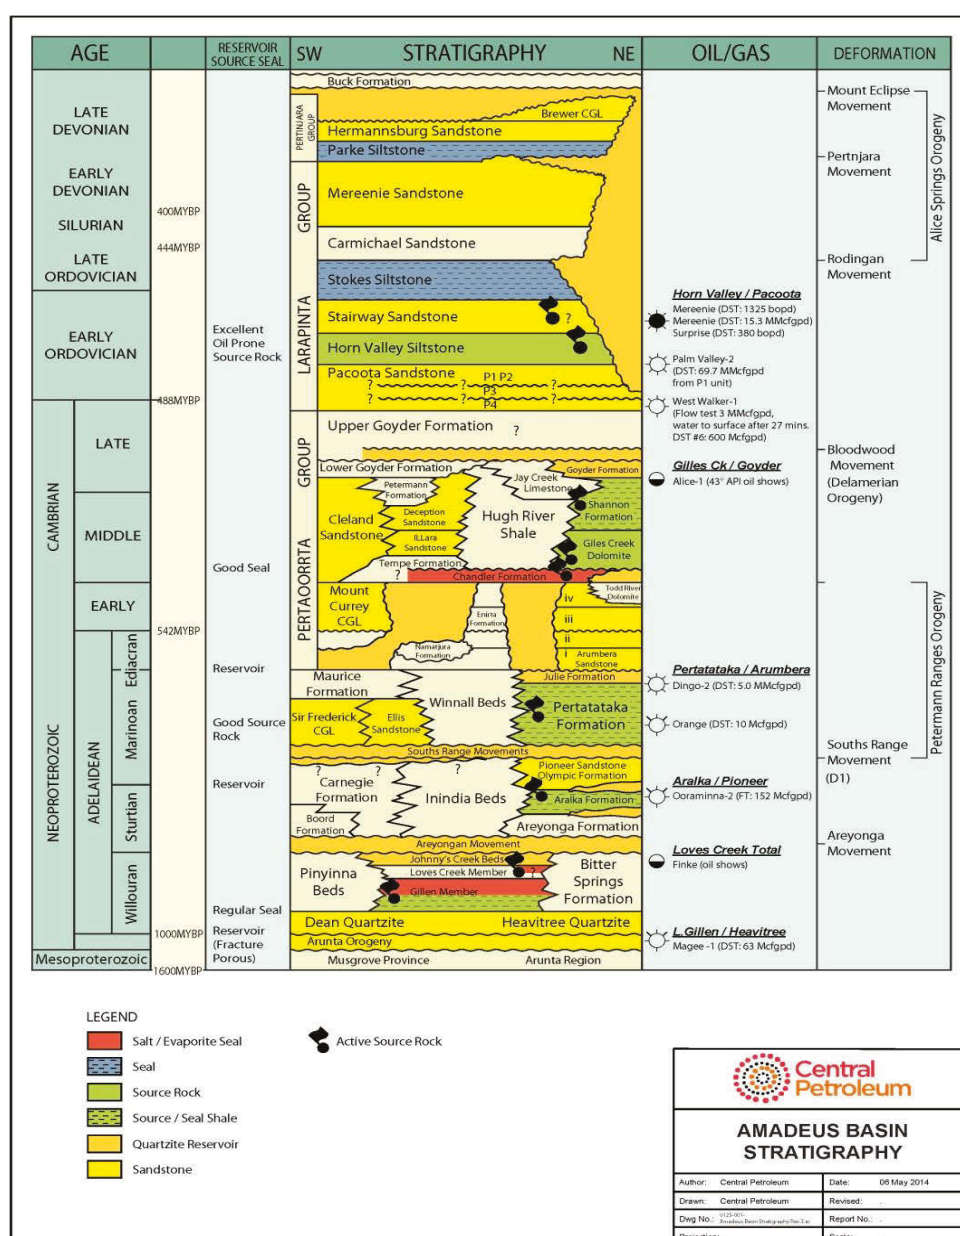 AGE
RESERVOIR
SOURCE SEAL
SW STRATIGRAPHY NE
OIL/GAS
DEFORMATION
LATE
DEVONIAN
EARLY
DEVONIAN
SILURIAN
LATE
ORDOVICIAN
EARLY
ORDOVICIAN
CAMBRIAN
LATE
MIDDLE
EARLY
NEOPROTEROZOIC
ADELAIDEAN
Ediacran
Marinoan
Sturtian
Willouran
Mesoproterozoic
400MYBP
444MYBP
488MYBP
542MYBP
1000MYBP
1600MYBP
Excellent
Oil Prone
Source Rock
Good Seal
Reservoir
Good Source
Rock
Reservoir
Regular Seal
Reservoir
(Fracture
Porous)
PERTNJARA
GROUP
LARAPINTA GROUP
PERTAOORRTA GROUP
Buck Formation
Brewer CGL
Hermannsburg Sandstone
Parke Siltstone
Mereenie Sandstone
Carmichael Sandstone
Stokes Siltstone
Stairway Sandstone ?
Horn Valley Siltstone
Pacoota Sandstone
P1 P2
? ? ? ?
P3
? ? ? ?
P4
Upper Goyder Formation ?
Lower Goyder Formation
Goyder Formation
Petermann
Formation
Jay Creek
Limestone
Deception
Sandstone
Shannon
Formation
Cleland
Sandstone
Hugh River
Shale
ILLara
Sandstone
Giles Creek
Dolomite
Tempe Formation
?
Chandler Formation
Mount
Currey
CGL
Todd River
Dolomite
iv
Enirta
Formation
iii
ii
Namatjura
Formation
i Arumbera
Sandstone
Maurice
Formation
Julie Formation
Winnall Beds
Pertatataka
Formation
Sir Frederick
CGL
Ellis
Sandstone
Souths Range Movements
? ? ?
Pioneer Sandstone
Olympic Formation
Carnegie
Formation
Inindia Beds
Aralka Formation
Boord
Formation
Areyonga Formation
Areyongan Movement
Johnny's Creek Beds
Loves Creek Member
?
Pinyinna
Beds
Gillen Member
Bitter
Springs
Formation
Dean Quartzite Heavitree Quartzite
Arunta Orogeny
Musgrove Province Arunta Region
Horn Valley / Pacoota
Mereenie (DST: 1325 bopd)
Mereenie (DST: 15.3 MMcfgpd)
Surprise (DST: 380 bopd)
Palm Valley-2
(DST: 69.7 MMcfgpd
from P1 unit)
West Walker-1
(Flow test 3 MMcfgpd,
water to surface after 27 mins.
DST #6: 600 Mcfgpd)
Gilles Ck / Goyder
Alice-1 (43° API oil shows)
Pertatataka / Arumbera
Dingo-2 (DST: 5.0 MMcfgpd)
Orange (DST: 10 Mcfgpd)
Aralka / Pioneer
Ooraminna-2 (FT: 152 Mcfgpd)
Loves Creek Total
Finke (oil shows)
L.Gillen / Heavitree
Magee -1 (DST: 63 Mcfgpd)
Mount Eclipse
Movement
Pertnjara
Movement
Rodingan
Movement
Alice Springs Orogeny
Bloodwood
Movement
(Delamerian
Orogeny)
Petermann Ranges Orogeny
Souths Range
Movement
(D1)
Areyonga
Movement
LEGEND
Salt / Evaporite Seal
Seal
Source Rock
Source / Seal Shale
Quartzite Reservoir
Sandstone
Active Source Rock
Central
Petroleum
AMADEUS BASIN
STRATIGRAPHY
Author: Central Petroleum Date: 06 May 2014
Drawn: Central Petroleum Revised: .
Dwg No.: Report No.: .